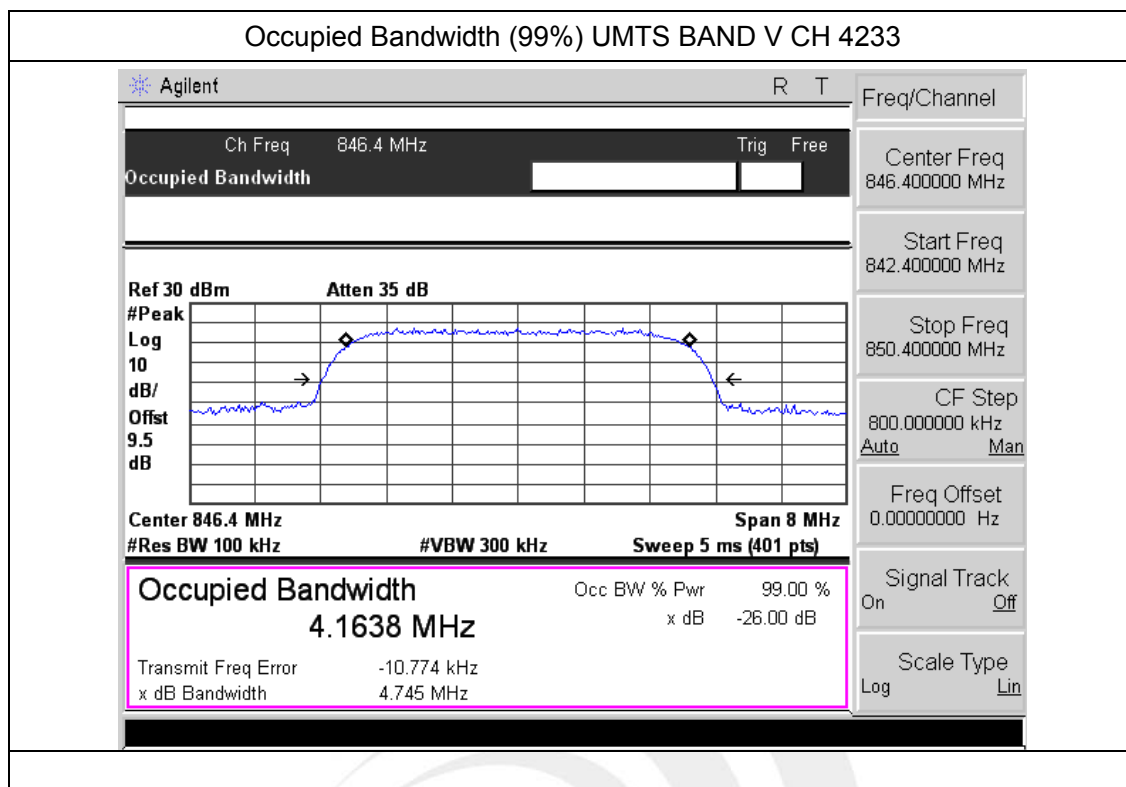 Occupied Bandwidth (99%) UMTS BAND V CH 4233
Agilent R T
Ch Freq 846.4 MHz Trig Free
Occupied Bandwidth
Ref 30 dBm Atten 35 dB
#Peak
Log
10
dB/
Offst
9.5
dB
Center 846.4 MHz Span 8 MHz
#Res BW 100 kHz #VBW 300 kHz Sweep 5 ms (401 pts)
Occupied Bandwidth Occ BW % Pwr 99.00 %
4.1638 MHz x dB -26.00 dB
Transmit Freq Error -10.774 kHz
x dB Bandwidth 4.745 MHz
Freq/Channel
Center Freq
846.400000 MHz
Start Freq
842.400000 MHz
Stop Freq
850.400000 MHz
CF Step
800.000000 kHz
Auto Man
Freq Offset
0.00000000 Hz
Signal Track
On Off
Scale Type
Log Lin